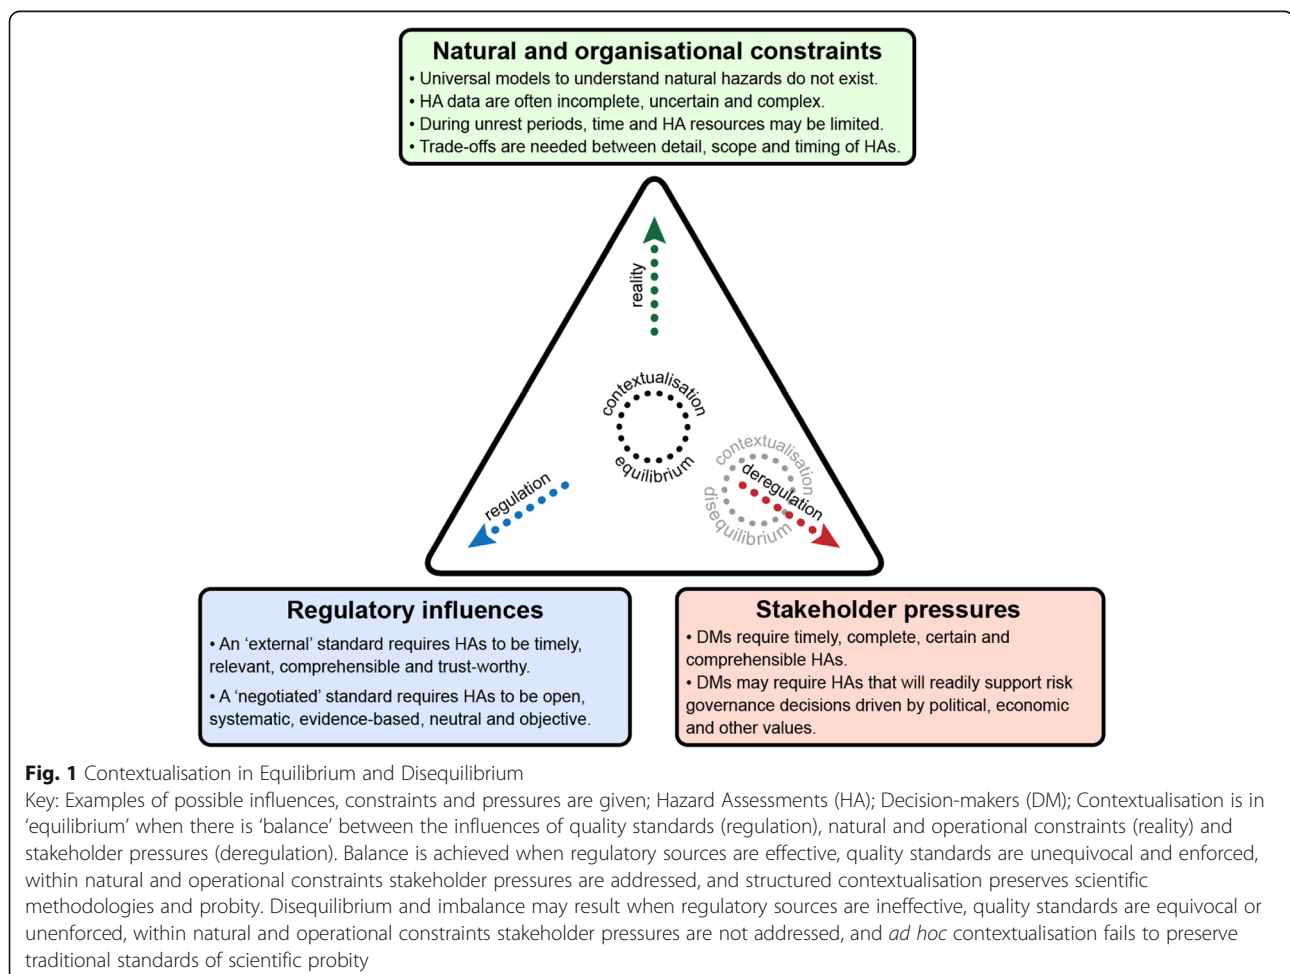 Natural and organisational constraints
• Universal models to understand natural hazards do not exist.
• HA data are often incomplete, uncertain and complex.
• During unrest periods, time and HA resources may be limited.
• Trade-offs are needed between detail, scope and timing of HAs.
reality
contextualisation
equilibrium
contextualisation
disequilibrium
regulation
deregulation
Regulatory influences
• An ‘external’ standard requires HAs to be timely,
relevant, comprehensible and trust-worthy.
• A ‘negotiated’ standard requires HAs to be open,
systematic, evidence-based, neutral and objective.
Stakeholder pressures
• DMs require timely, complete, certain and
comprehensible HAs.
• DMs may require HAs that will readily support risk
governance decisions driven by political, economic
and other values.
Fig. 1 Contextualisation in Equilibrium and Disequilibrium
Key: Examples of possible influences, constraints and pressures are given; Hazard Assessments (HA); Decision-makers (DM); Contextualisation is in
‘equilibrium’ when there is ‘balance’ between the influences of quality standards (regulation), natural and operational constraints (reality) and
stakeholder pressures (deregulation). Balance is achieved when regulatory sources are effective, quality standards are unequivocal and enforced,
within natural and operational constraints stakeholder pressures are addressed, and structured contextualisation preserves scientific
methodologies and probity. Disequilibrium and imbalance may result when regulatory sources are ineffective, quality standards are equivocal or
unenforced, within natural and operational constraints stakeholder pressures are not addressed, and ad hoc contextualisation fails to preserve
traditional standards of scientific probity